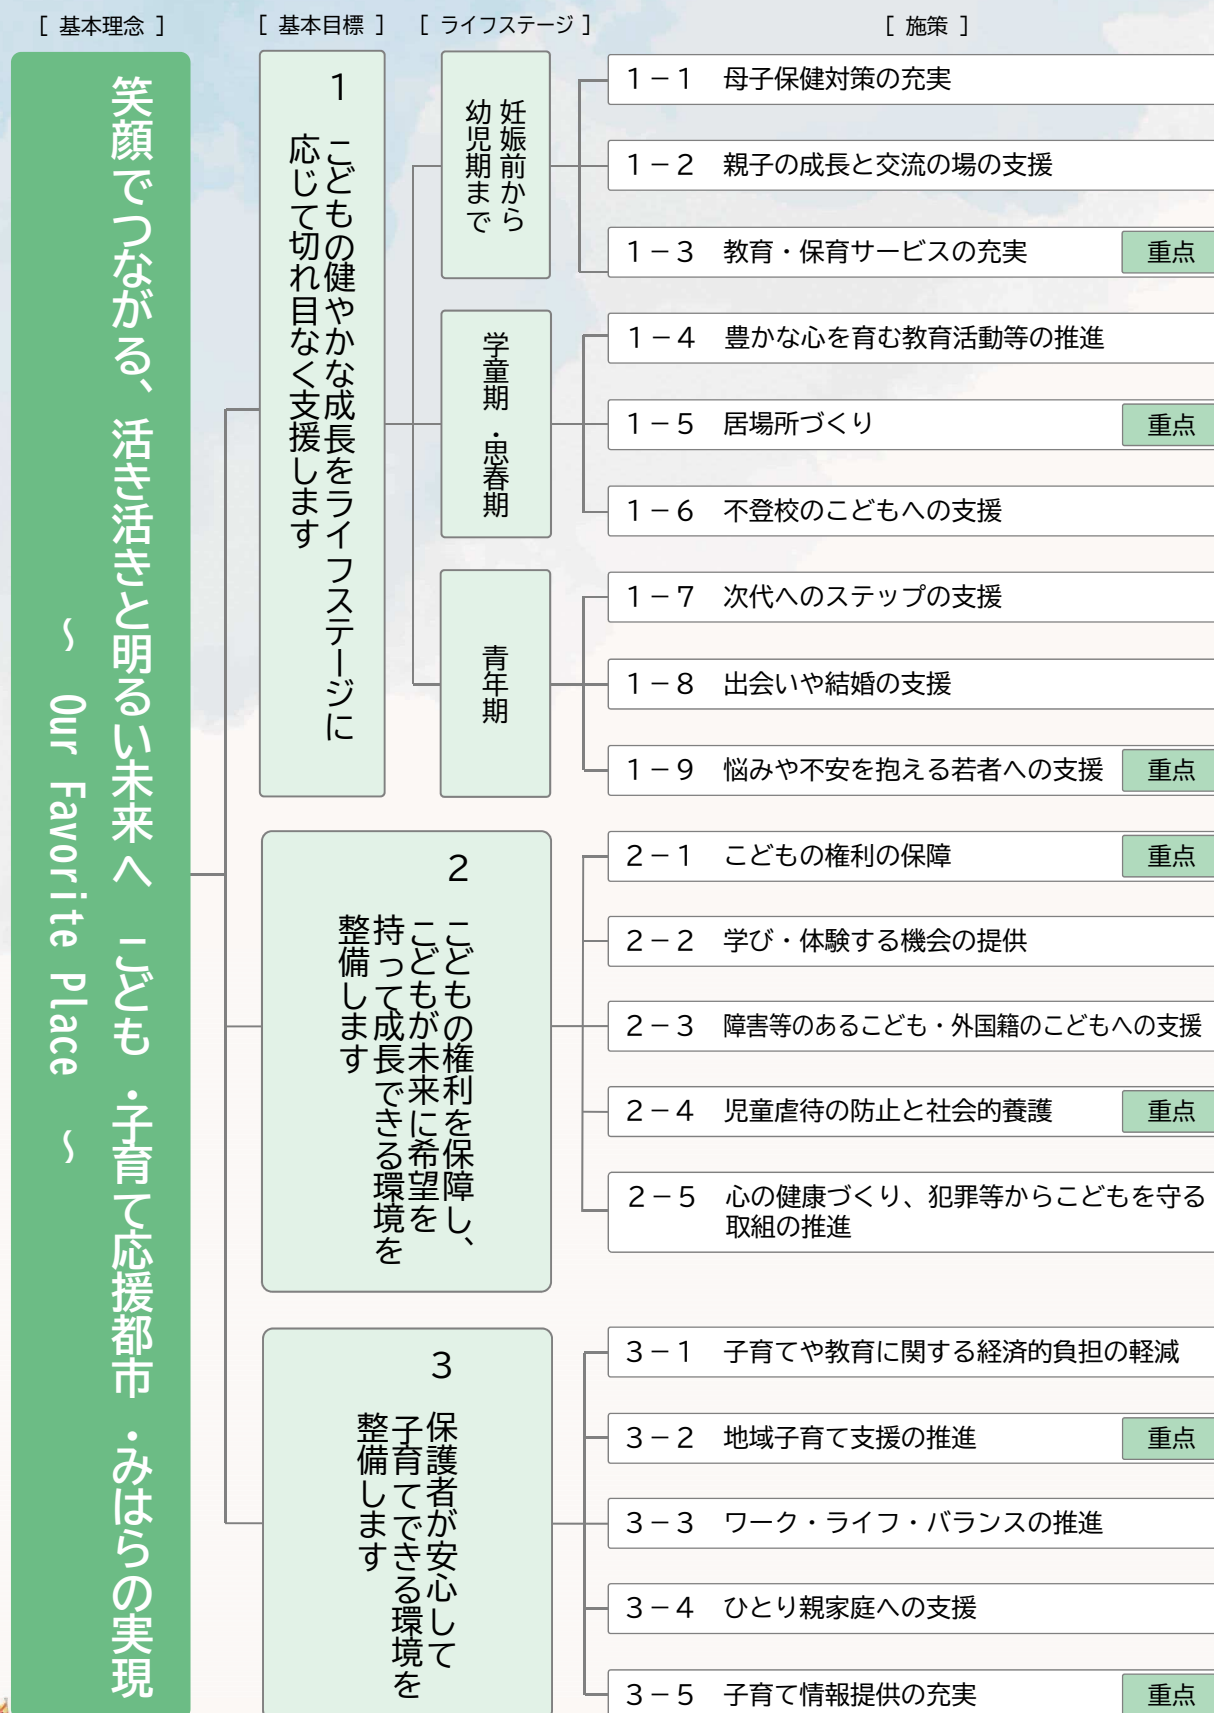 [ 基本理念 ]
[ 基本目標 ]
[ ライフステージ ]
[ 施策 ]
笑顔でつながる、活き活きと明るい未来へ　こども・子育て応援都市・みはらの実現
～ Our Favorite Place ～
1
こどもの健やかな成長をライフステージに
応じて切れ目なく支援します
妊娠前から
幼児期まで
1－1 母子保健対策の充実
1－2 親子の成長と交流の場の支援
1－3 教育・保育サービスの充実 重点
学童期・思春期
1－4 豊かな心を育む教育活動等の推進
1－5 居場所づくり 重点
1－6 不登校のこどもへの支援
青年期
1－7 次代へのステップの支援
1－8 出会いや結婚の支援
1－9 悩みや不安を抱える若者への支援 重点
2
こどもの権利を保障し、
こどもが未来に希望を
持って成長できる環境を
整備します
2－1 こどもの権利の保障 重点
2－2 学び・体験する機会の提供
2－3 障害等のあるこども・外国籍のこどもへの支援
2－4 児童虐待の防止と社会的養護 重点
2－5 心の健康づくり、犯罪等からこどもを守る
取組の推進
3
保護者が安心して
子育てできる環境を
整備します
3－1 子育てや教育に関する経済的負担の軽減
3－2 地域子育て支援の推進 重点
3－3 ワーク・ライフ・バランスの推進
3－4 ひとり親家庭への支援
3－5 子育て情報提供の充実 重点